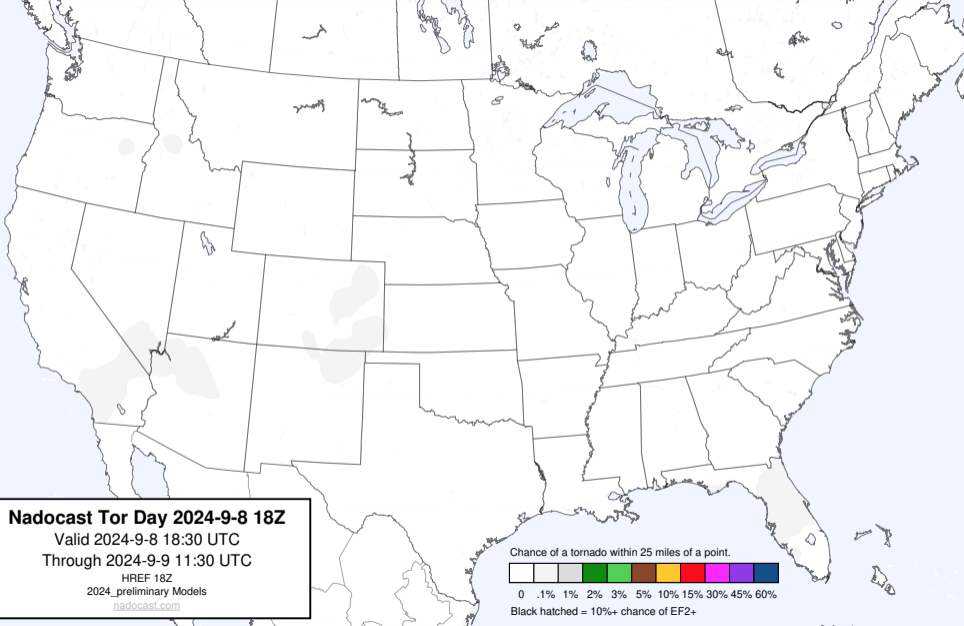 Nadocast Tor Day 2024-9-8 18Z
Valid 2024-9-8 18:30 UTC
Through 2024-9-9 11:30 UTC
HREF 18Z
2024_preliminary Models
nadocast.com
Chance of a tornado within 25 miles of a point.
0 .1% 1% 2% 3% 5% 10% 15% 30% 45% 60%
Black hatched = 10%+ chance of EF2+